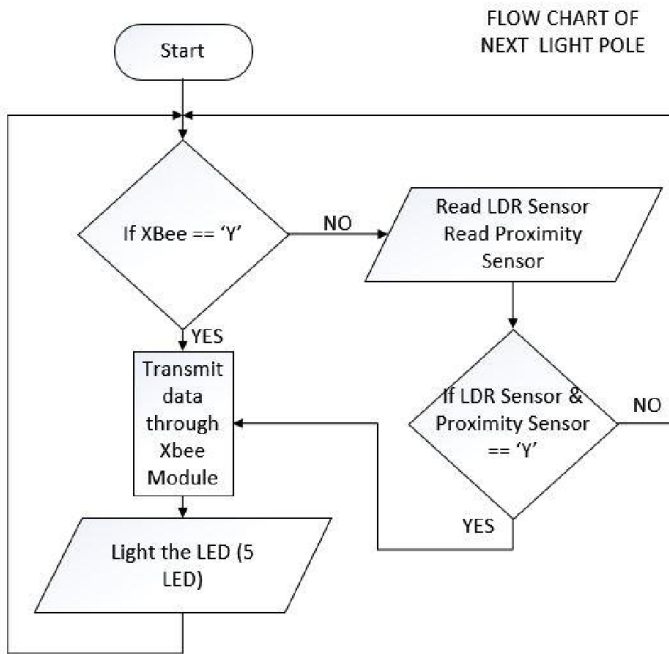 FLOW CHART OF
NEXT LIGHT POLE
Start
If XBee == ‘Y’
NO
Read LDR Sensor
Read Proximity
Sensor
YES
Transmit
data
through
Xbee
Module
If LDR Sensor &
Proximity Sensor
== ‘Y’
NO
YES
Light the LED (5
LED)